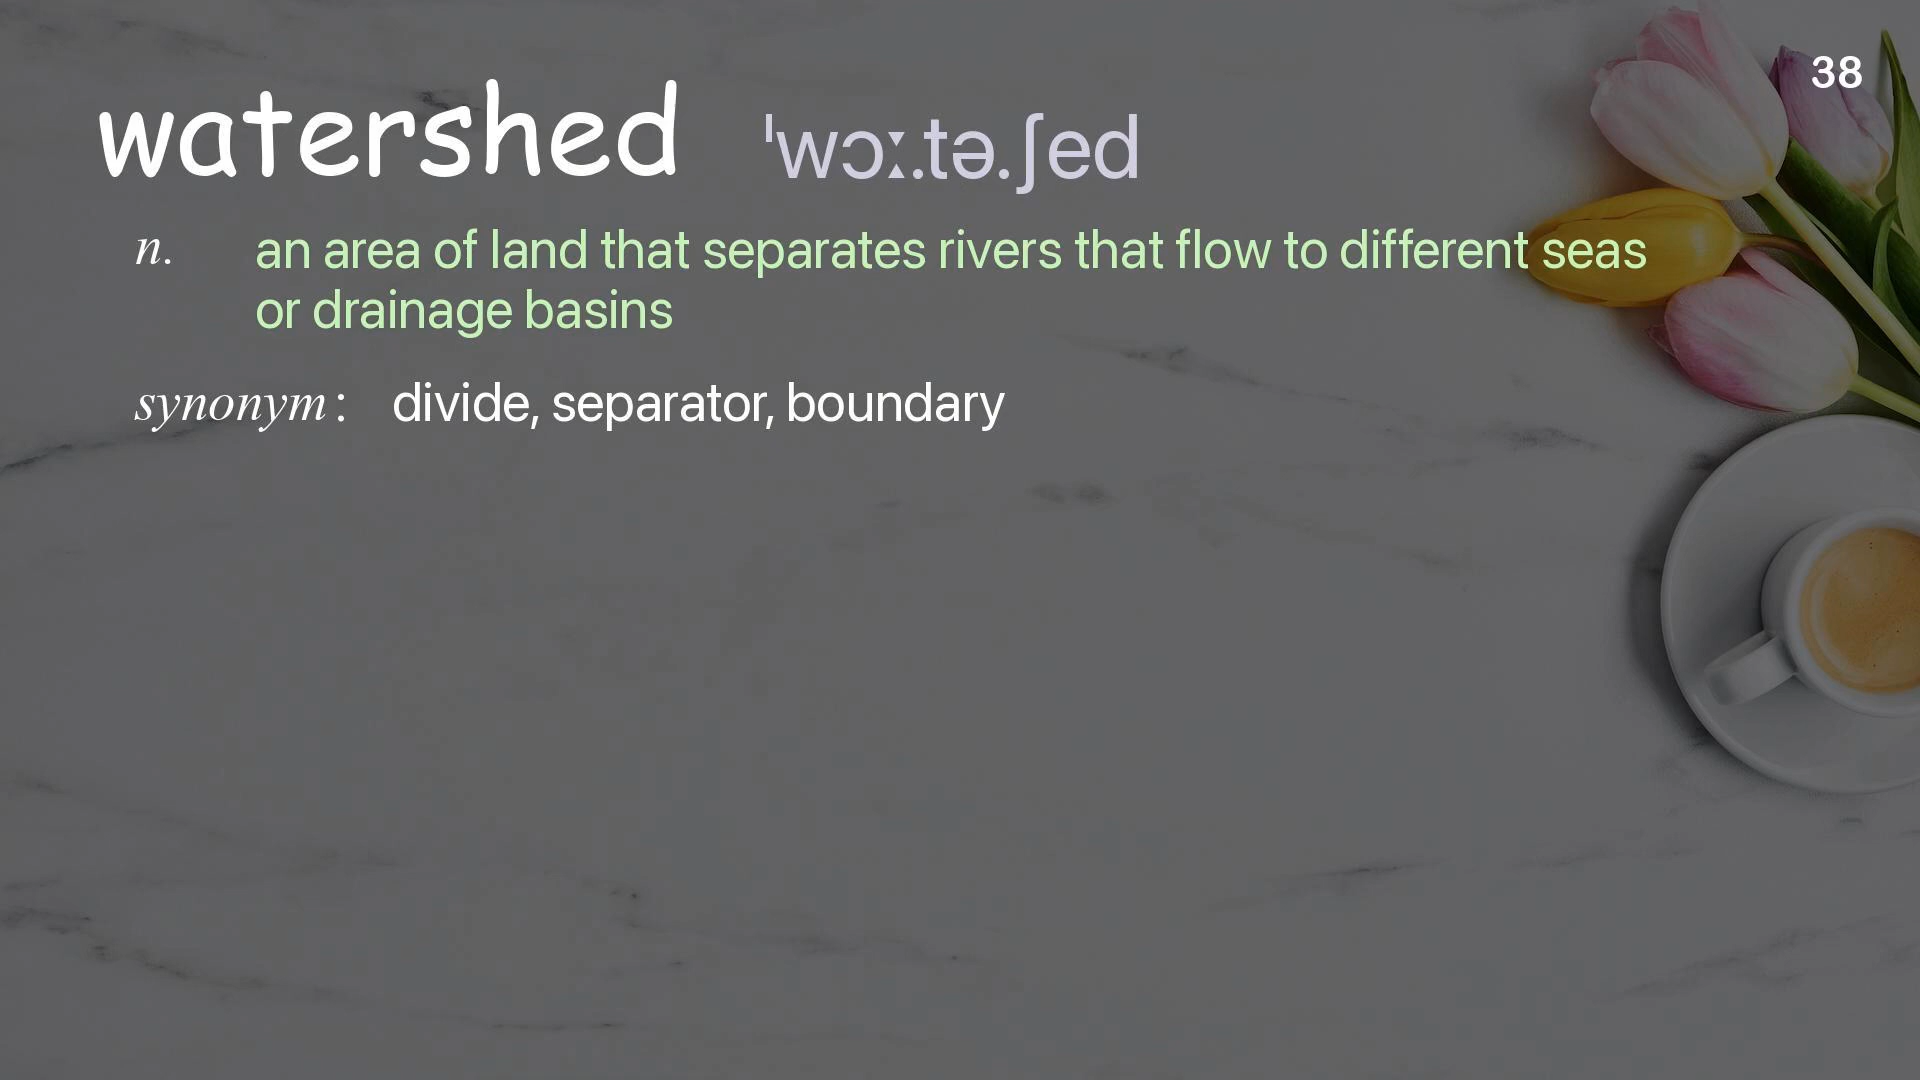 38
watershed ˈwɔː.tə.ʃed
n. an area of land that separates rivers that flow to different seas
or drainage basins
synonym : divide, separator, boundary